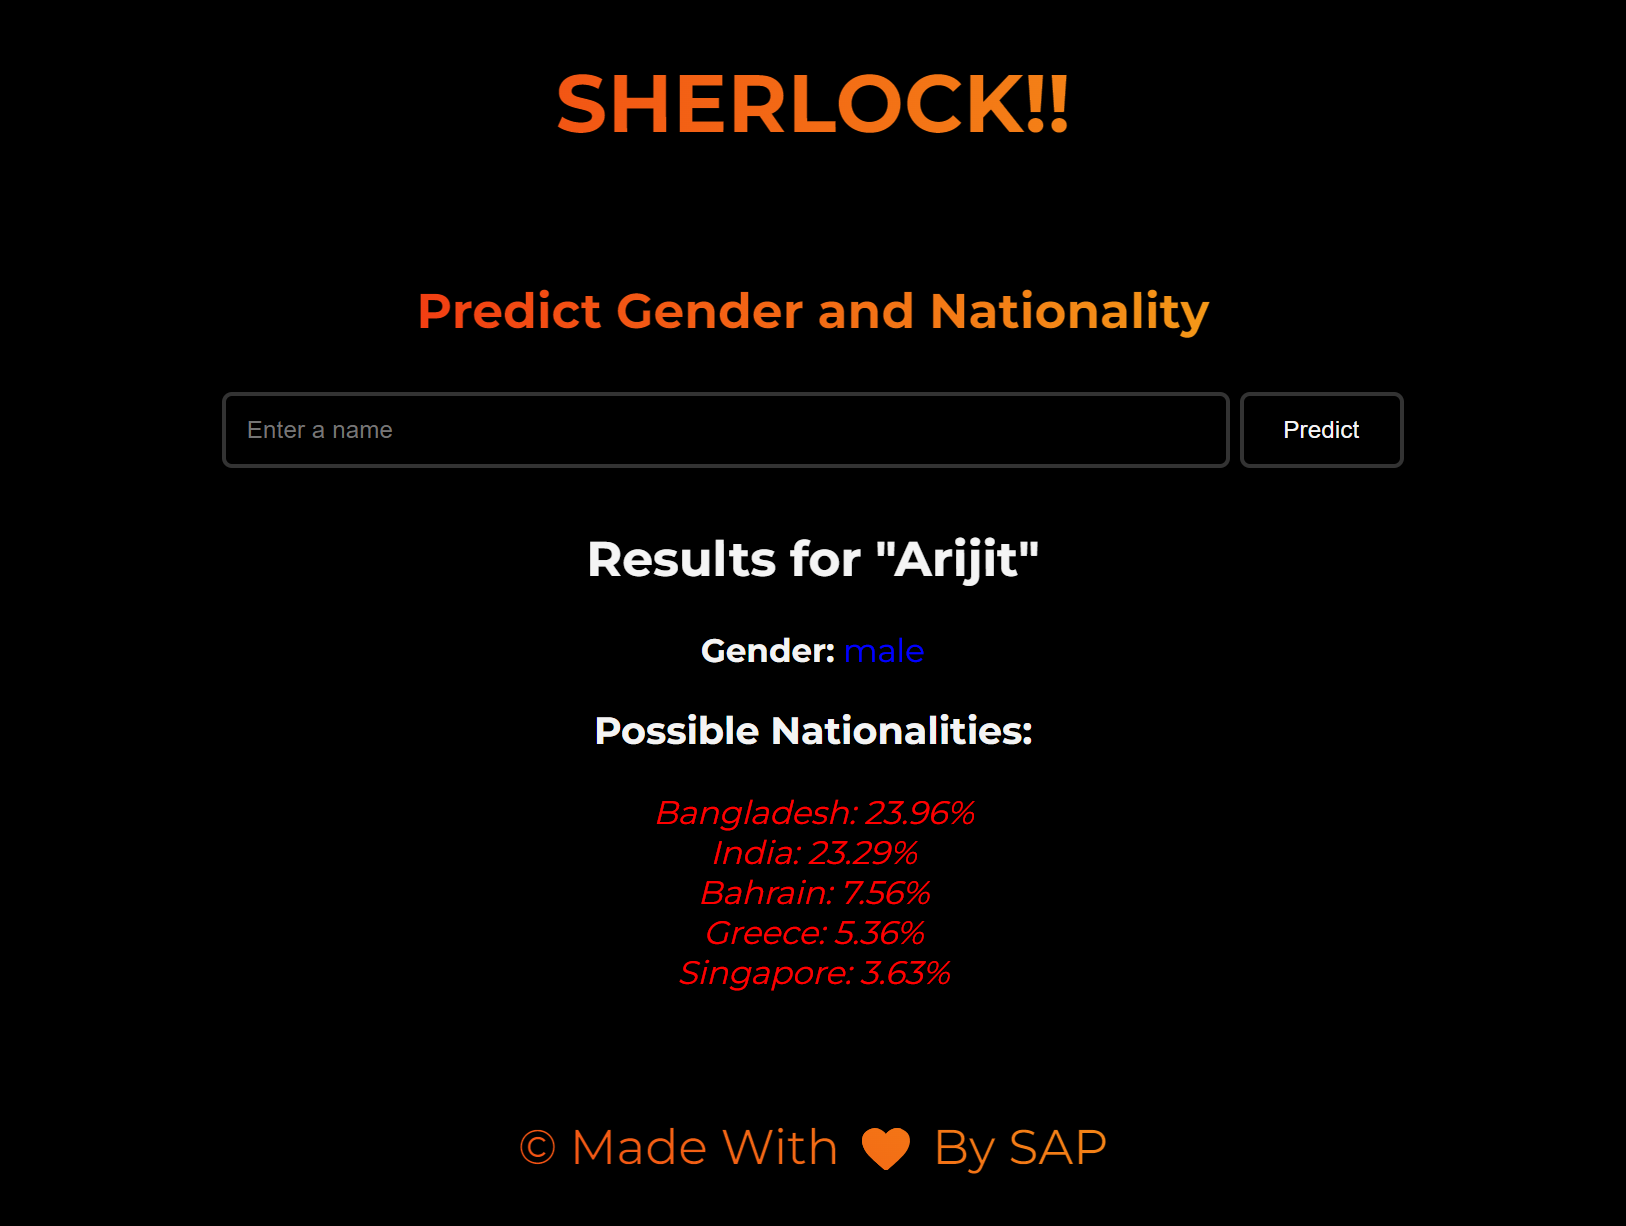 SHERLOCK!!
Predict Gender and Nationality
Enter a name
Predict
Results for "Arijit"
Gender: male
Possible Nationalities:
Bangladesh: 23.96%
India: 23.29%
Bahrain: 7.56%
Greece: 5.36%
Singapore: 3.63%
© Made With By SAP